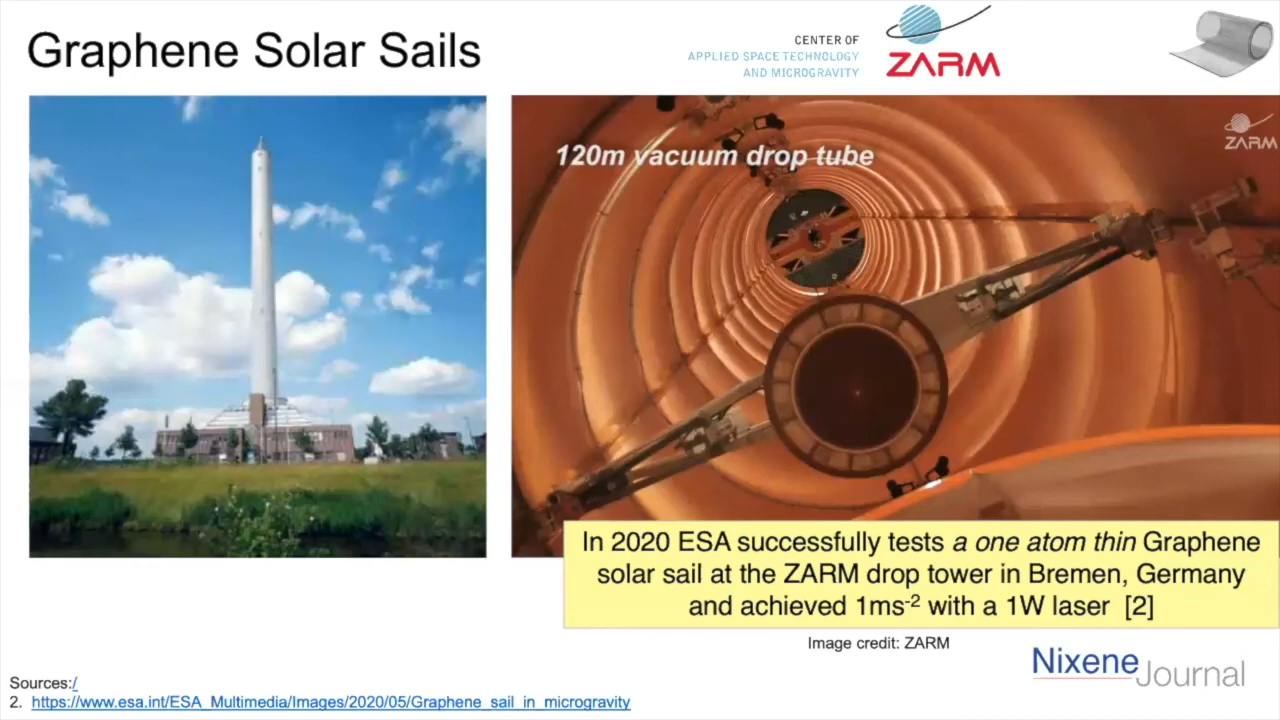 Graphene Solar Sails
CENTER OF
APPLIED SPACE TECHNOLOGY
AND MICROGRAVITY
ZARM
120m vacuum drop tube
ZARM
In 2020 ESA successfully tests a one atom thin Graphene
solar sail at the ZARM drop tower in Bremen, Germany
and achieved 1ms-2 with a 1W laser [2]
Image credit: ZARM
Nixene Journal
Sources:/
2. https://www.esa.int/ESA_Multimedia/Images/2020/05/Graphene_sail_in_microgravity